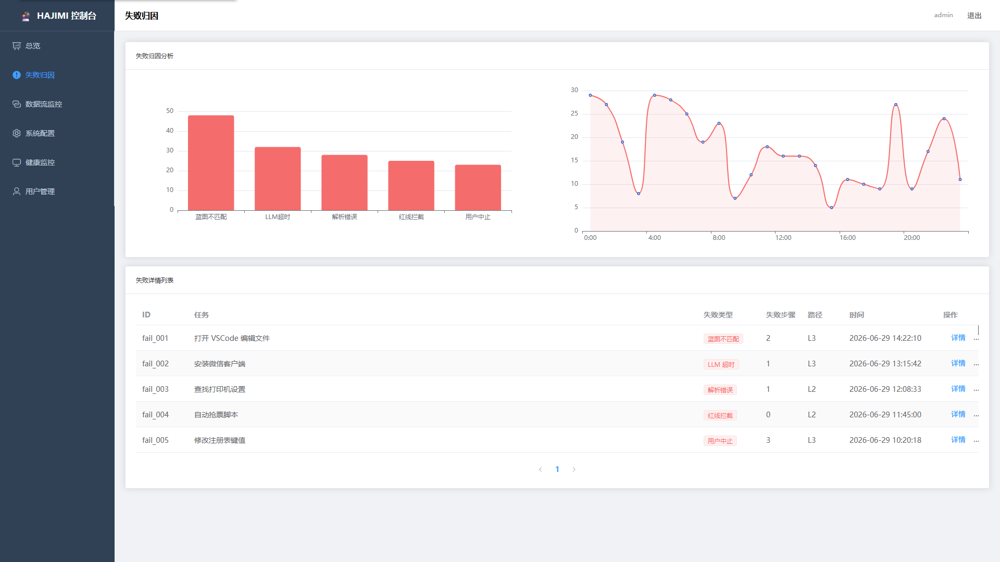 HAJIMI 控制台
失败归因
admin
退出
总览
失败归因
数据流监控
系统配置
健康监控
用户管理
失败归因分析
50
40
30
20
10
0
蓝图不匹配
LLM超时
解析错误
红线拦截
用户中止
30
25
20
15
10
5
0
0:00
4:00
8:00
12:00
16:00
20:00
失败详情列表
ID 任务 失败类型 失败步骤 路径 时间 操作
fail_001 打开 VSCode 编辑文件 蓝图不匹配 2 L3 2026-06-29 14:22:10 详情 ...
fail_002 安装微信客户端 LLM 超时 1 L3 2026-06-29 13:15:42 详情 ...
fail_003 查找打印机设置 解析错误 1 L2 2026-06-29 12:08:33 详情 ...
fail_004 自动抢票脚本 红线拦截 0 L2 2026-06-29 11:45:00 详情 ...
fail_005 修改注册表键值 用户中止 3 L3 2026-06-29 10:20:18 详情 ...
1